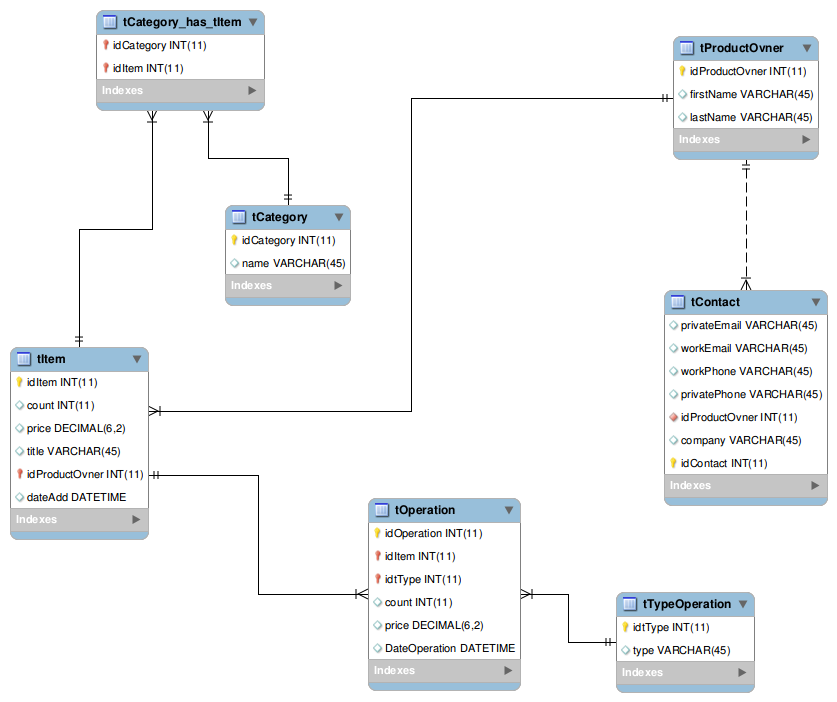 tCategory_has_tItem
idCategory INT(11)
idItem INT(11)
Indexes
tProductOvner
idProductOvner INT(11)
firstName VARCHAR(45)
lastName VARCHAR(45)
Indexes
tCategory
idCategory INT(11)
name VARCHAR(45)
Indexes
tContact
privateEmail VARCHAR(45)
workEmail VARCHAR(45)
workPhone VARCHAR(45)
privatePhone VARCHAR(45)
idProductOvner INT(11)
company VARCHAR(45)
idContact INT(11)
Indexes
tItem
idItem INT(11)
count INT(11)
price DECIMAL(6,2)
title VARCHAR(45)
idProductOvner INT(11)
dateAdd DATETIME
Indexes
tOperation
idOperation INT(11)
idItem INT(11)
idtType INT(11)
count INT(11)
price DECIMAL(6,2)
DateOperation DATETIME
Indexes
tTypeOperation
idtType INT(11)
type VARCHAR(45)
Indexes